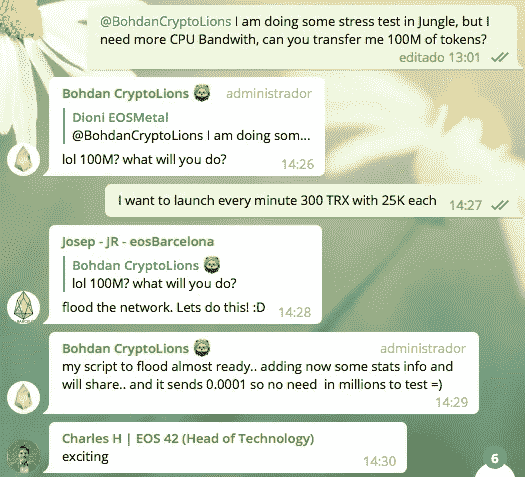 @BohdanCryptoLions I am doing some stress test in Jungle, but I
need more CPU Bandwith, can you transfer me 100M of tokens?
editado 13:01
Bohdan CryptoLions administrador
Dioni EOSMetal
@BohdanCryptoLions I am doing som...
lol 100M? what will you do?
14:26
I want to launch every minute 300 TRX with 25K each 14:27
Josep - JR - eosBarcelona
Bohdan CryptoLions
lol 100M? what will you do?
flood the network. Lets do this! :D 14:28
Bohdan CryptoLions administrador
my script to flood almost ready.. adding now some stats info and
will share.. and it sends 0.0001 so no need in millions to test =)
14:29
Charles H | EOS 42 (Head of Technology)
exciting 14:30
6